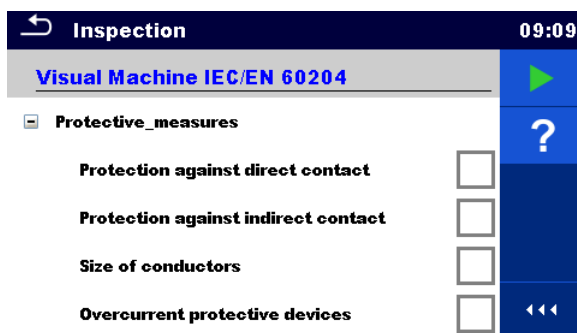 Inspection 09:09
Visual Machine IEC/EN 60204
?
Protective_measures
Protection against direct contact
Protection against indirect contact
Size of conductors
Overcurrent protective devices